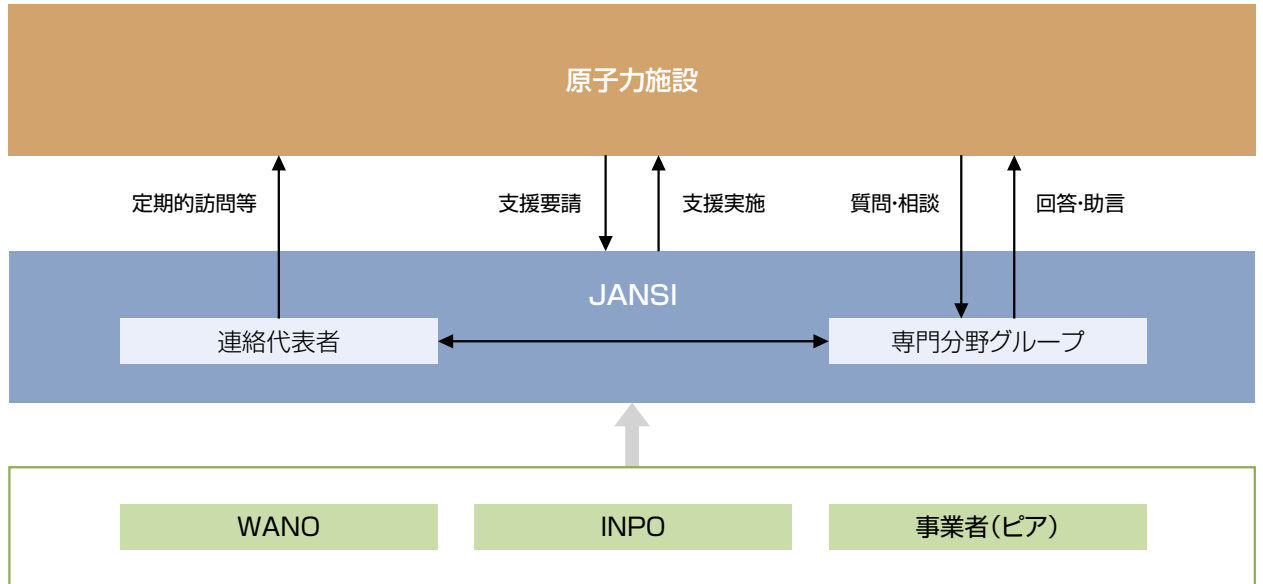 原子力施設
定期的訪問等
支援要請
支援実施
質問・相談
回答・助言
JANSI
連絡代表者
専門分野グループ
WANO
INPO
事業者(ピア)